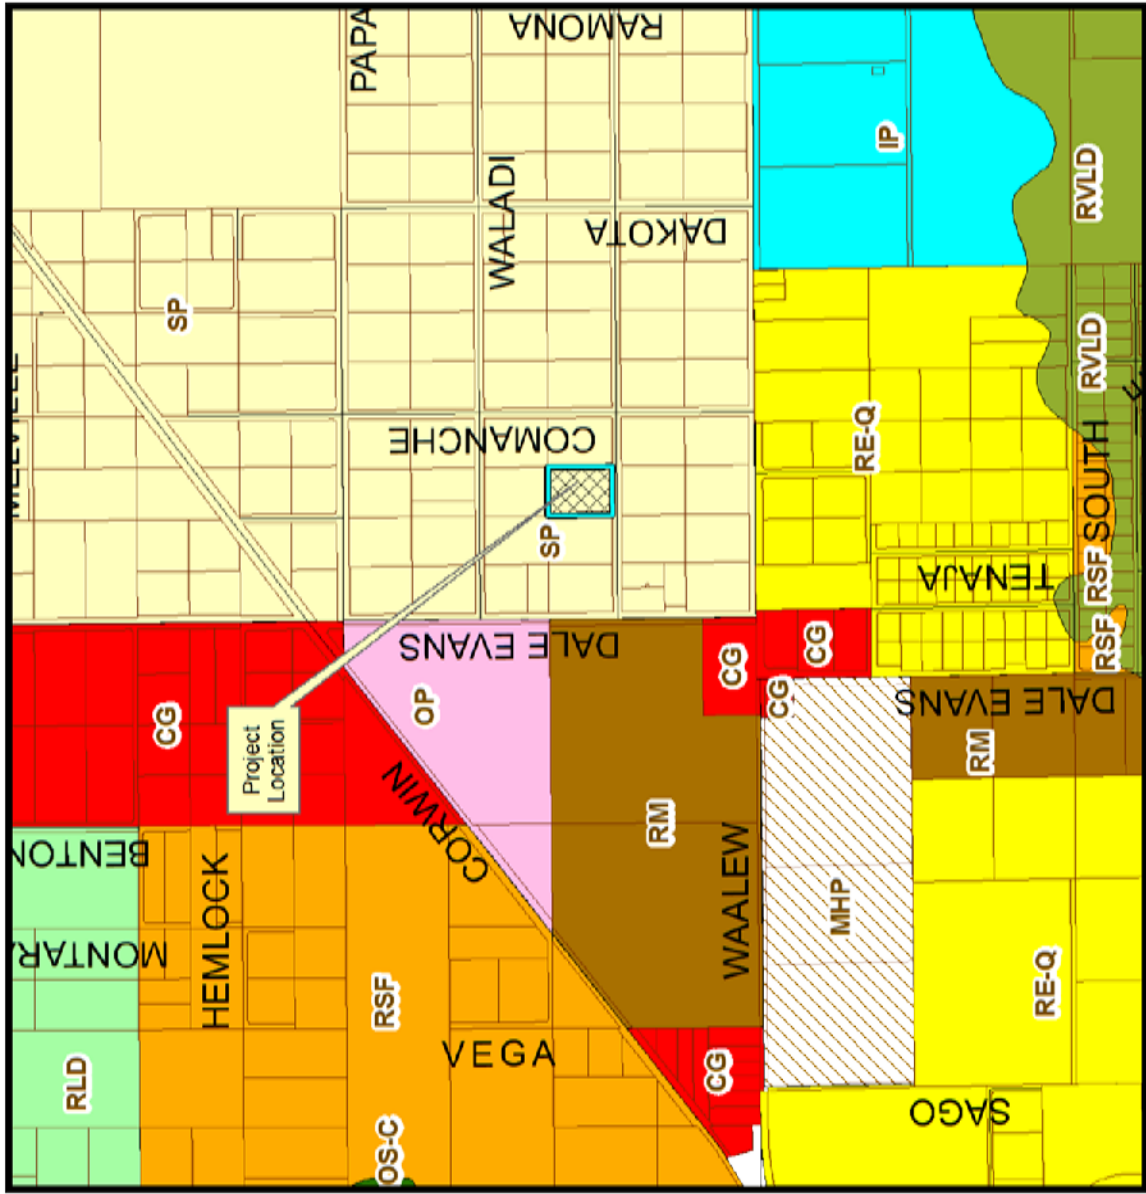 PAPA
RAMONA
IP
WALADI
RVLD
DAKOTA
SP
RVLD
COMANCHE
RE-Q
SOUTH
SP
TENAJA
RSF
RSF
DALE EVANS
CG
CG
CG
OP
CG
DALE EVANS
Project
Location
RM
CORWIN
RM
BENTON
HEMLOCK
WAALEW
MHP
RSF
RE-Q
VEGA
RLD
CG
SAGO
OS-C